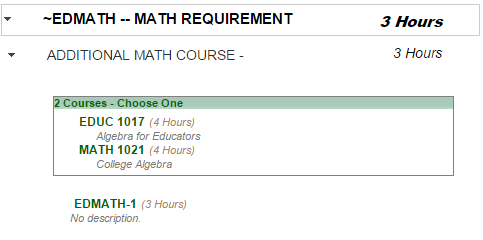 ~EDMATH -- MATH REQUIREMENT 3 Hours
ADDITIONAL MATH COURSE - 3 Hours
2 Courses - Choose One
EDUC 1017 (4 Hours)
Algebra for Educators
MATH 1021 (4 Hours)
College Algebra
EDMATH-1 (3 Hours)
No description.